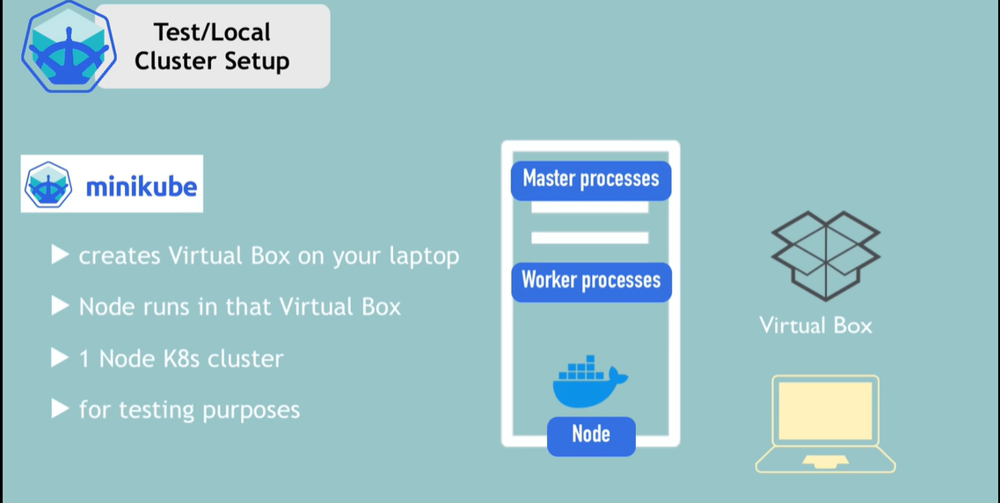 Test/Local
Cluster Setup
minikube
creates Virtual Box on your laptop
Node runs in that Virtual Box
1 Node K8s cluster
for testing purposes
Master processes
Worker processes
Node
Virtual Box